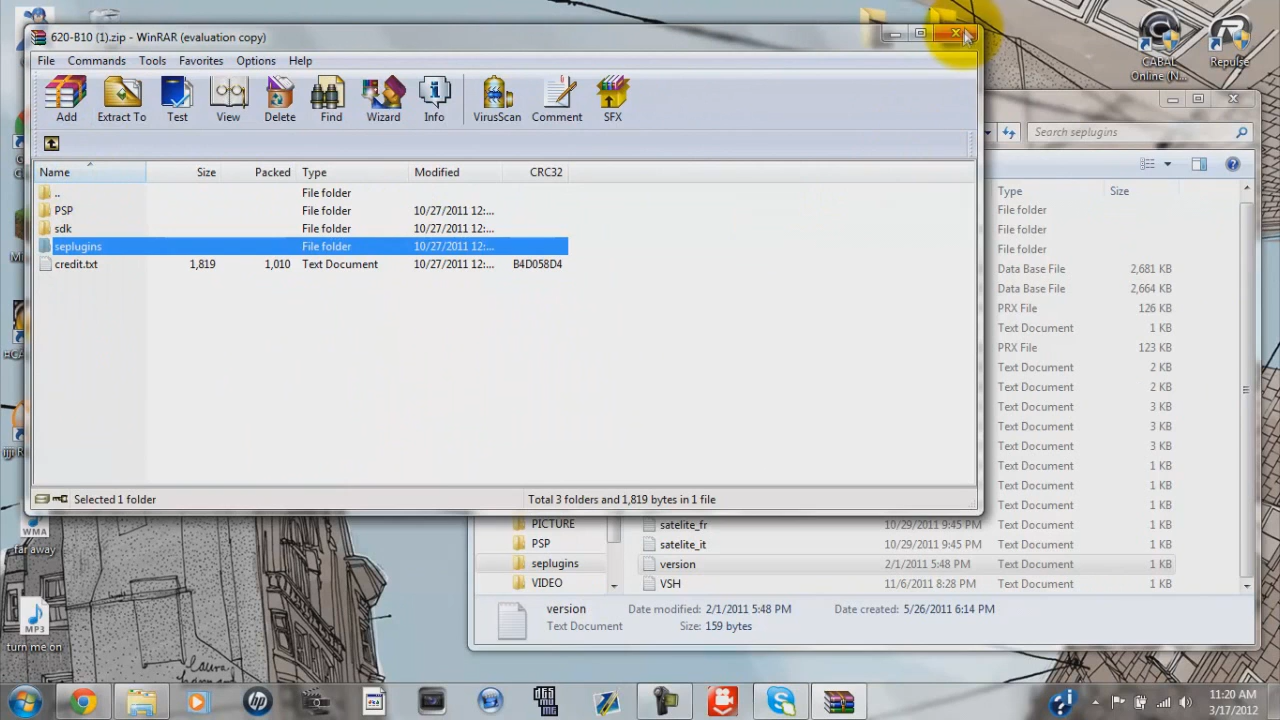 620-B10 (1).zip - WinRAR (evaluation copy)
File Commands Tools Favorites Options Help
Add Extract To Test View Delete Find Wizard Info VirusScan Comment SFX
Name Size Packed Type Modified CRC32
.. File folder
PSP File folder 10/27/2011 12:...
sdk File folder 10/27/2011 12:...
seplugins File folder 10/27/2011 12:...
credit.txt 1,819 1,010 Text Document 10/27/2011 12:... B4D058D4
Selected 1 folder Total 3 folders and 1,819 bytes in 1 file
CABAL Online (N...
Repulse
Search seplugins
Type Size
File folder
File folder
File folder
Data Base File 2,681 KB
Data Base File 2,664 KB
PRX File 126 KB
Text Document 1 KB
PRX File 123 KB
Text Document 2 KB
Text Document 2 KB
Text Document 3 KB
Text Document 3 KB
Text Document 3 KB
Text Document 1 KB
Text Document 1 KB
Text Document 1 KB
PICTURE satelite_fr 10/29/2011 9:45 PM Text Document 1 KB
PSP satelite_it 10/29/2011 9:45 PM Text Document 1 KB
seplugins version 2/1/2011 5:48 PM Text Document 1 KB
VIDEO VSH 11/6/2011 8:28 PM Text Document 1 KB
version Date modified: 2/1/2011 5:48 PM Date created: 5/26/2011 6:14 PM
Text Document Size: 159 bytes
WMA
far away
MP3
turn me on
hp
11:20 AM
3/17/2012